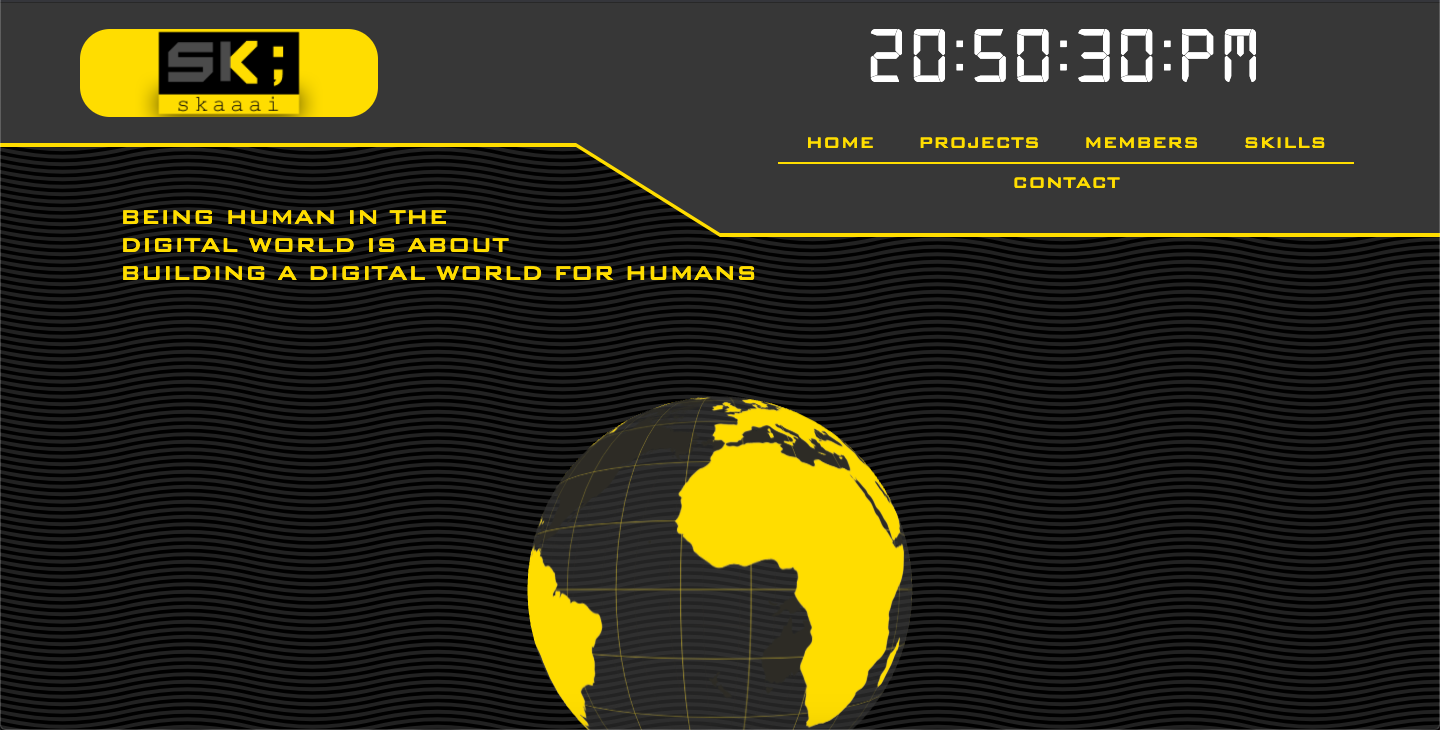 SK;
skaaai
20:50:30:PM
HOME PROJECTS MEMBERS SKILLS
CONTACT
BEING HUMAN IN THE
DIGITAL WORLD IS ABOUT
BUILDING A DIGITAL WORLD FOR HUMANS